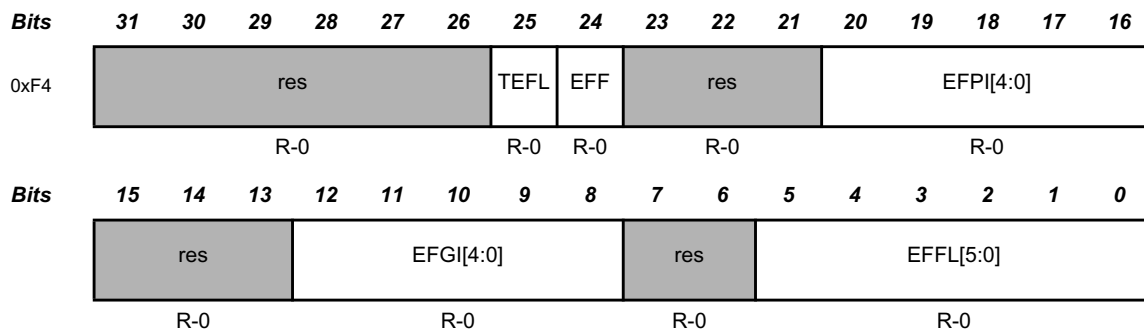 Bits 31 30 29 28 27 26 25 24 23 22 21 20 19 18 17 16
0xF4 res TEFL EFF res EFPI[4:0]
R-0 R-0 R-0 R-0 R-0
Bits 15 14 13 12 11 10 9 8 7 6 5 4 3 2 1 0
res EFGI[4:0] res EFFL[5:0]
R-0 R-0 R-0 R-0